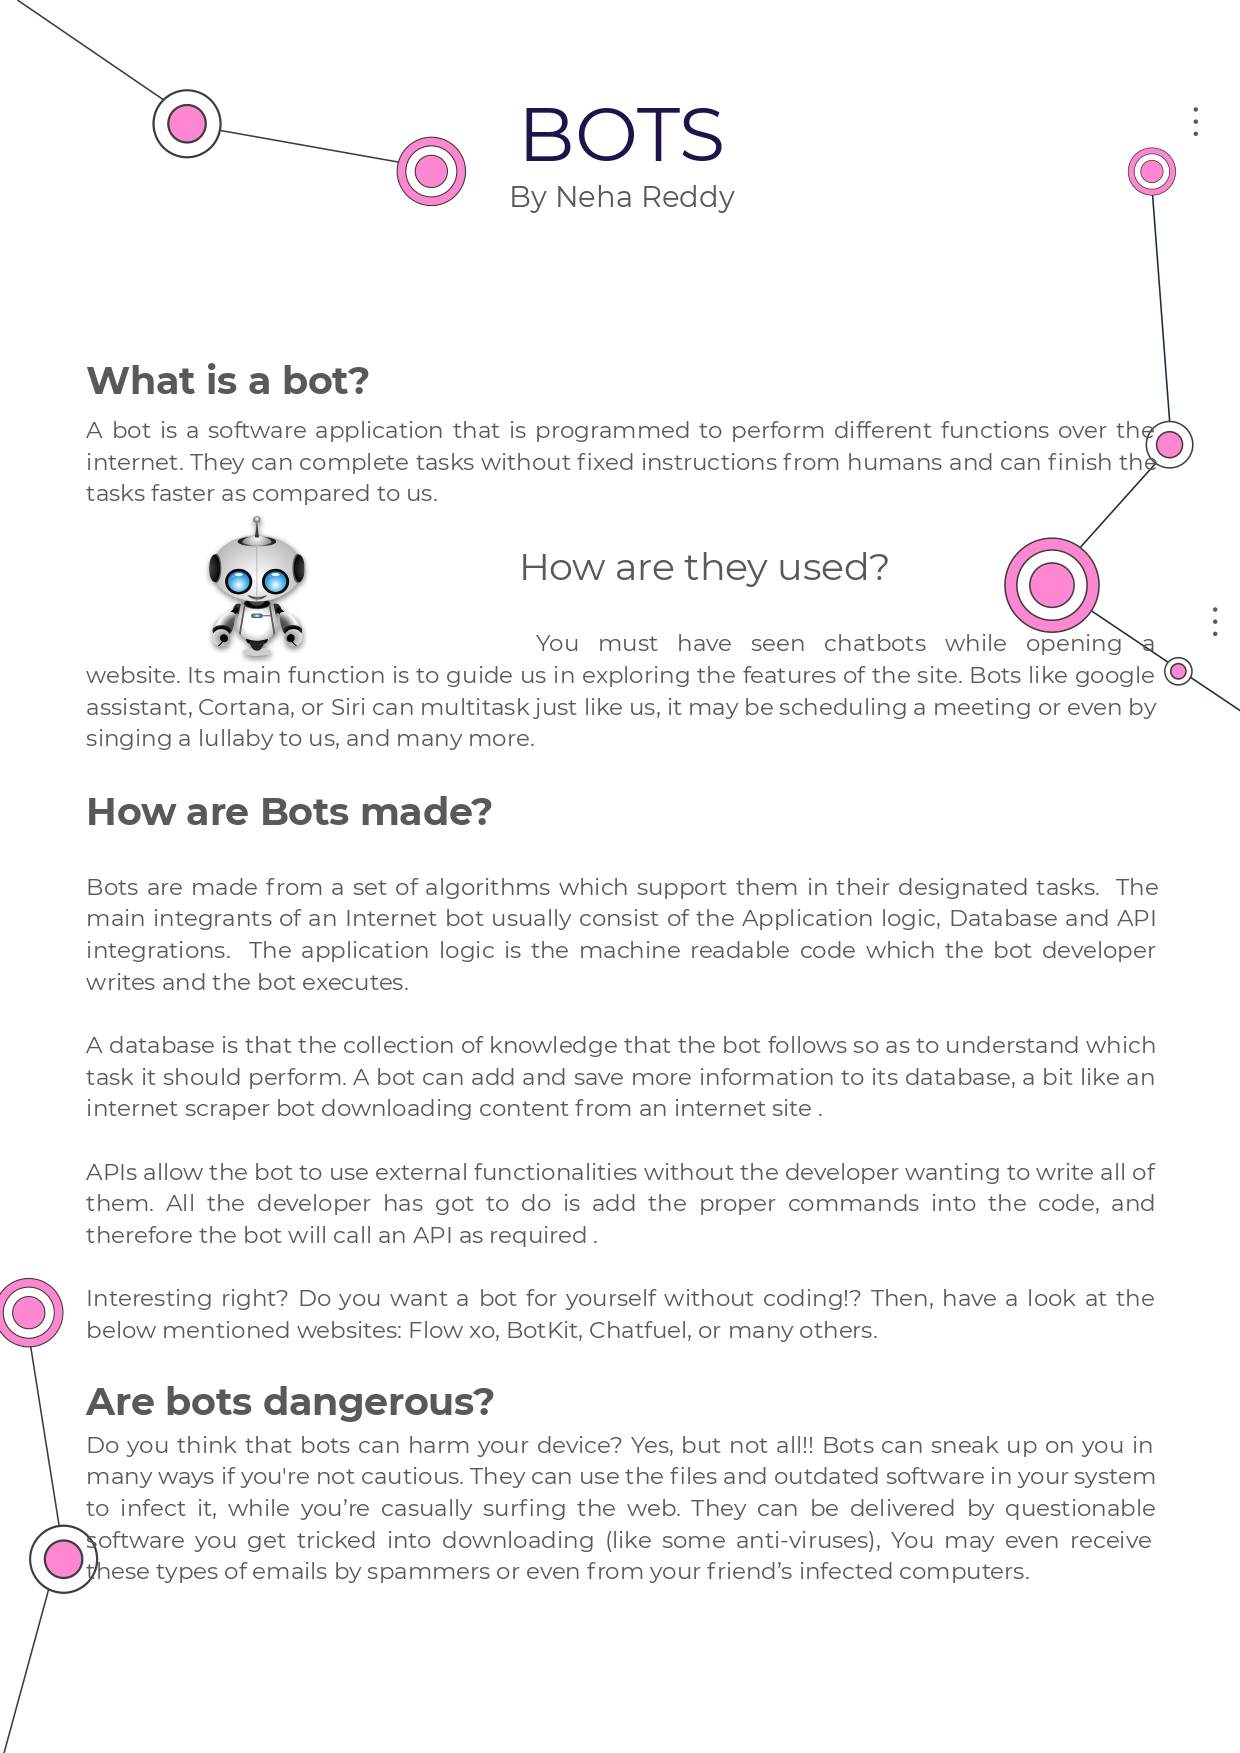 BOTS
By Neha Reddy
What is a bot?
A bot is a software application that is programmed to perform different functions over the
internet. They can complete tasks without fixed instructions from humans and can finish the
tasks faster as compared to us.
How are they used?
You must have seen chatbots while opening a
website. Its main function is to guide us in exploring the features of the site. Bots like google
assistant, Cortana, or Siri can multitask just like us, it may be scheduling a meeting or even by
singing a lullaby to us, and many more.
How are Bots made?
Bots are made from a set of algorithms which support them in their designated tasks.  The
main integrants of an Internet bot usually consist of the Application logic, Database and API
integrations.  The application logic is the machine readable code which the bot developer
writes and the bot executes.
A database is that the collection of knowledge that the bot follows so as to understand which
task it should perform. A bot can add and save more information to its database, a bit like an
internet scraper bot downloading content from an internet site .
APIs allow the bot to use external functionalities without the developer wanting to write all of
them. All the developer has got to do is add the proper commands into the code, and
therefore the bot will call an API as required .
Interesting right? Do you want a bot for yourself without coding!? Then, have a look at the
below mentioned websites: Flow xo, BotKit, Chatfuel, or many others.
Are bots dangerous?
Do you think that bots can harm your device? Yes, but not all!! Bots can sneak up on you in
many ways if you're not cautious. They can use the files and outdated software in your system
to infect it, while you’re casually surfing the web. They can be delivered by questionable
software you get tricked into downloading (like some anti-viruses), You may even receive
these types of emails by spammers or even from your friend’s infected computers.